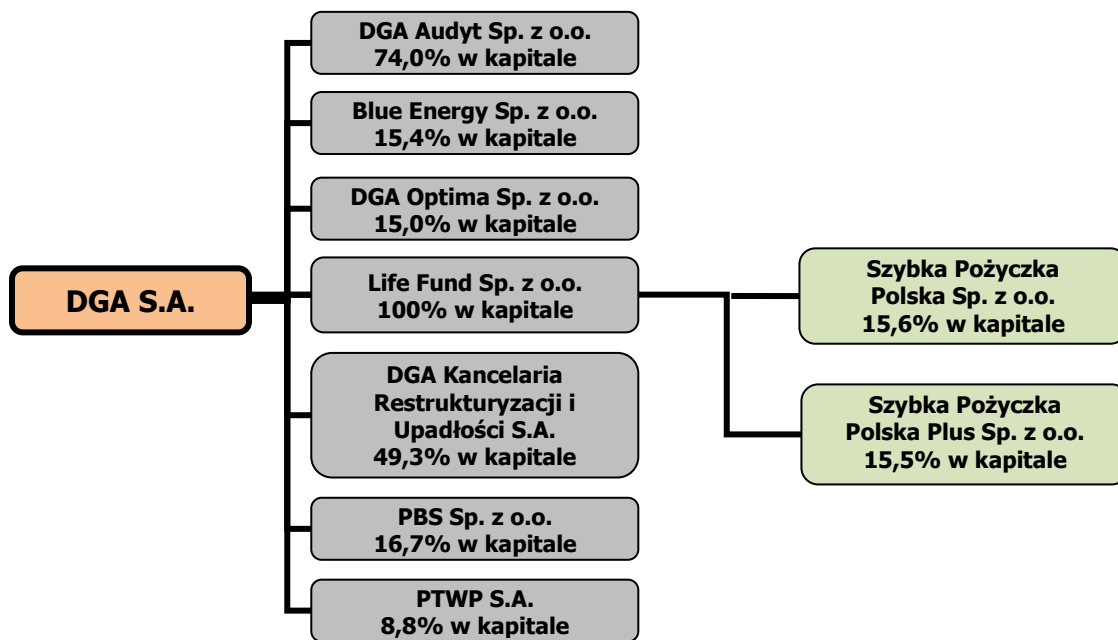 DGA S.A.
DGA Audyt Sp. z o.o.
74,0% w kapitale
Blue Energy Sp. z o.o.
15,4% w kapitale
DGA Optima Sp. z o.o.
15,0% w kapitale
Life Fund Sp. z o.o.
100% w kapitale
DGA Kancelaria
Restrukturyzacji i
Upadłości S.A.
49,3% w kapitale
PBS Sp. z o.o.
16,7% w kapitale
PTWP S.A.
8,8% w kapitale
Szybka Pożyczka
Polska Sp. z o.o.
15,6% w kapitale
Szybka Pożyczka
Polska Plus Sp. z o.o.
15,5% w kapitale